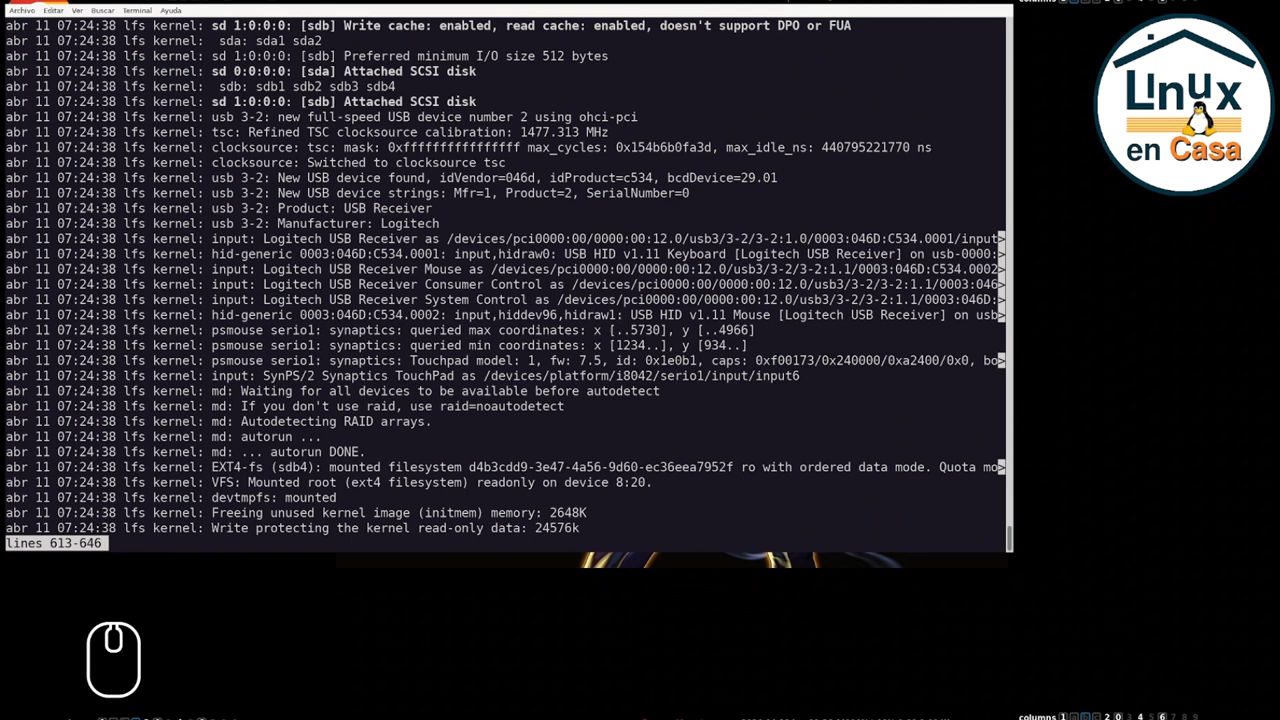 Archivo Editar Ver Buscar Terminal Ayuda
abr 11 07:24:38 lfs kernel: sd 1:0:0:0: [sdb] Write cache: enabled, read cache: enabled, doesn't support DPO or FUA
abr 11 07:24:38 lfs kernel:  sda: sda1 sda2
abr 11 07:24:38 lfs kernel: sd 1:0:0:0: [sdb] Preferred minimum I/O size 512 bytes
abr 11 07:24:38 lfs kernel: sd 0:0:0:0: [sda] Attached SCSI disk
abr 11 07:24:38 lfs kernel:  sdb: sdb1 sdb2 sdb3 sdb4
abr 11 07:24:38 lfs kernel: sd 1:0:0:0: [sdb] Attached SCSI disk
abr 11 07:24:38 lfs kernel: usb 3-2: new full-speed USB device number 2 using ohci-pci
abr 11 07:24:38 lfs kernel: tsc: Refined TSC clocksource calibration: 1477.313 MHz
abr 11 07:24:38 lfs kernel: clocksource: tsc: mask: 0xffffffffffffffff max_cycles: 0x154b6b0fa3d, max_idle_ns: 440795221770 ns
abr 11 07:24:38 lfs kernel: clocksource: Switched to clocksource tsc
abr 11 07:24:38 lfs kernel: usb 3-2: New USB device found, idVendor=046d, idProduct=c534, bcdDevice=29.01
abr 11 07:24:38 lfs kernel: usb 3-2: New USB device strings: Mfr=1, Product=2, SerialNumber=0
abr 11 07:24:38 lfs kernel: usb 3-2: Product: USB Receiver
abr 11 07:24:38 lfs kernel: usb 3-2: Manufacturer: Logitech
abr 11 07:24:38 lfs kernel: input: Logitech USB Receiver as /devices/pci0000:00/0000:00:12.0/usb3/3-2/3-2:1.0/0003:046D:C534.0001/input>
abr 11 07:24:38 lfs kernel: hid-generic 0003:046D:C534.0001: input,hidraw0: USB HID v1.11 Keyboard [Logitech USB Receiver] on usb-0000:>
abr 11 07:24:38 lfs kernel: input: Logitech USB Receiver Mouse as /devices/pci0000:00/0000:00:12.0/usb3/3-2/3-2:1.1/0003:046D:C534.0002>
abr 11 07:24:38 lfs kernel: input: Logitech USB Receiver Consumer Control as /devices/pci0000:00/0000:00:12.0/usb3/3-2/3-2:1.1/0003:046>
abr 11 07:24:38 lfs kernel: input: Logitech USB Receiver System Control as /devices/pci0000:00/0000:00:12.0/usb3/3-2/3-2:1.1/0003:046D:>
abr 11 07:24:38 lfs kernel: hid-generic 0003:046D:C534.0002: input,hiddev96,hidraw1: USB HID v1.11 Mouse [Logitech USB Receiver] on usb>
abr 11 07:24:38 lfs kernel: psmouse serio1: synaptics: queried max coordinates: x [..5730], y [..4966]
abr 11 07:24:38 lfs kernel: psmouse serio1: synaptics: queried min coordinates: x [1234..], y [934..]
abr 11 07:24:38 lfs kernel: psmouse serio1: synaptics: Touchpad model: 1, fw: 7.5, id: 0x1e0b1, caps: 0xf00173/0x240000/0xa2400/0x0, bo>
abr 11 07:24:38 lfs kernel: input: SynPS/2 Synaptics TouchPad as /devices/platform/i8042/serio1/input/input6
abr 11 07:24:38 lfs kernel: md: Waiting for all devices to be available before autodetect
abr 11 07:24:38 lfs kernel: md: If you don't use raid, use raid=noautodetect
abr 11 07:24:38 lfs kernel: md: Autodetecting RAID arrays.
abr 11 07:24:38 lfs kernel: md: autorun ...
abr 11 07:24:38 lfs kernel: md: ... autorun DONE.
abr 11 07:24:38 lfs kernel: EXT4-fs (sdb4): mounted filesystem d4b3cdd9-3e47-4a56-9d60-ec36eea7952f ro with ordered data mode. Quota mo>
abr 11 07:24:38 lfs kernel: VFS: Mounted root (ext4 filesystem) readonly on device 8:20.
abr 11 07:24:38 lfs kernel: devtmpfs: mounted
abr 11 07:24:38 lfs kernel: Freeing unused kernel image (initmem) memory: 2648K
abr 11 07:24:38 lfs kernel: Write protecting the kernel read-only data: 24576k
lines 613-646
Linux
en Casa
columns